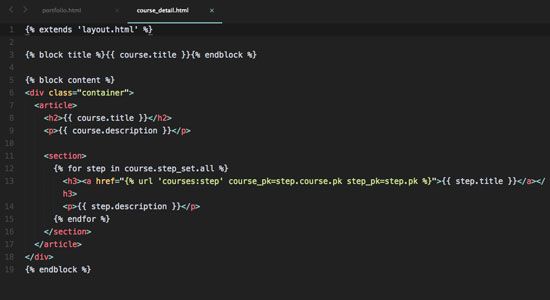 portfolio.html × course_detail.html ×
1 {% extends 'layout.html' %}
2
3 {% block title %}{{ course.title }}{% endblock %}
4
5 {% block content %}
6 <div class="container">
7 <article>
8 <h2>{{ course.title }}</h2>
9 <p>{{ course.description }}</p>
10
11 <section>
12 {% for step in course.step_set.all %}
13 <h3><a href="{% url 'courses:step' course_pk=step.course.pk step_pk=step.pk %}">{{ step.title }}</a></
h3>
14 <p>{{ step.description }}</p>
15 {% endfor %}
16 </section>
17 </article>
18 </div>
19 {% endblock %}